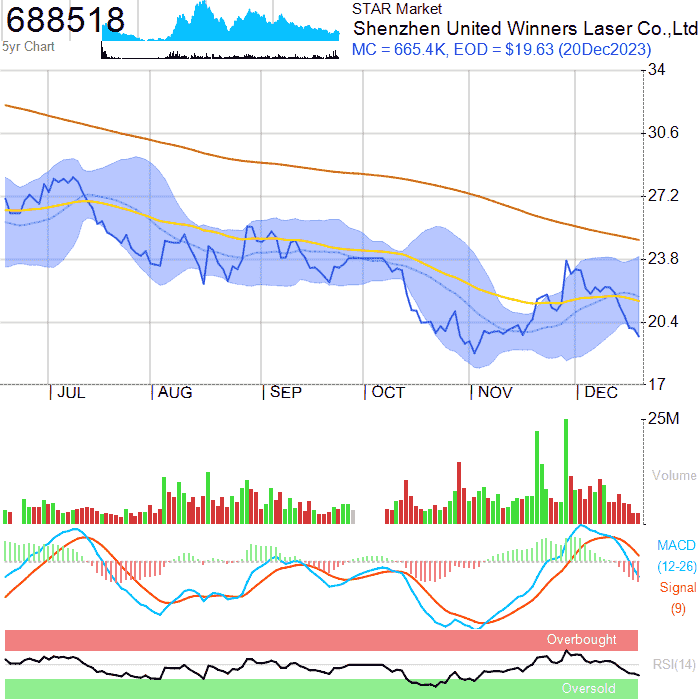 688518
5yr Chart
STAR Market
Shenzhen United Winners Laser Co.,Ltd
MC = 665.4K, EOD = $19.63 (20Dec2023)
34
30.6
27.2
23.8
20.4
17
JUL
AUG
SEP
OCT
NOV
DEC
25M
Volume
MACD
(12-26)
Signal
(9)
Overbought
RSI(14)
Oversold